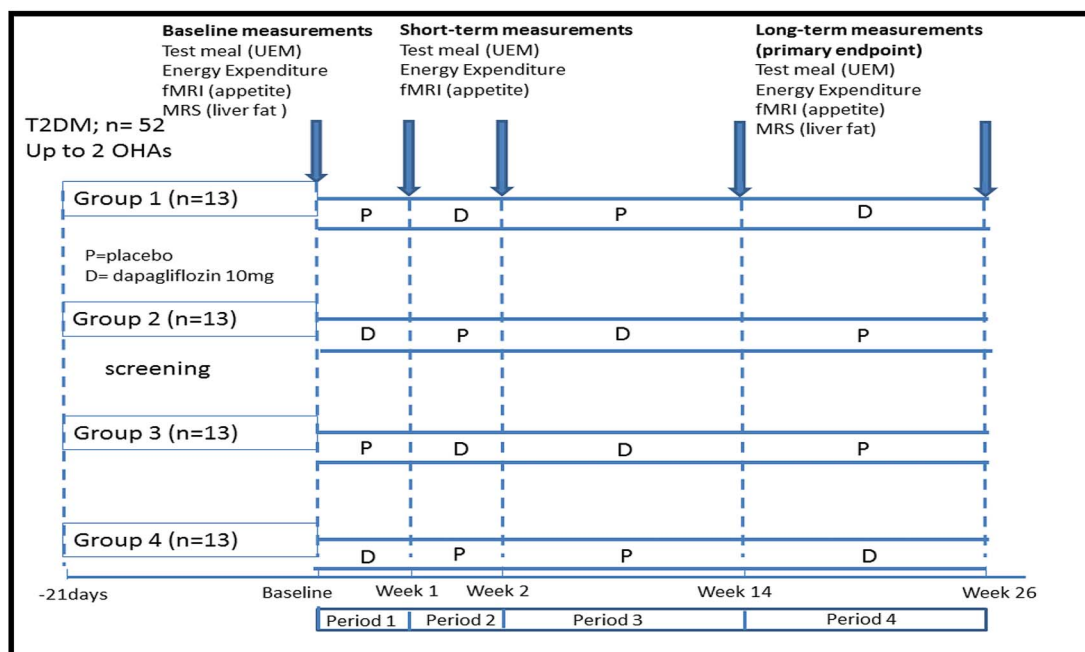 Baseline measurements
Test meal (UEM)
Energy Expenditure
fMRI (appetite)
MRS (liver fat )
Short-term measurements
Test meal (UEM)
Energy Expenditure
fMRI (appetite)
Long-term measurements
(primary endpoint)
Test meal (UEM)
Energy Expenditure
fMRI (appetite)
MRS (liver fat)
T2DM; n= 52
Up to 2 OHAs
Group 1 (n=13)
P D P D
P=placebo
D= dapagliflozin 10mg
Group 2 (n=13)
D P D P
screening
Group 3 (n=13)
P D D P
Group 4 (n=13)
D P P D
-21days Baseline Week 1 Week 2 Week 14 Week 26
Period 1 Period 2 Period 3 Period 4